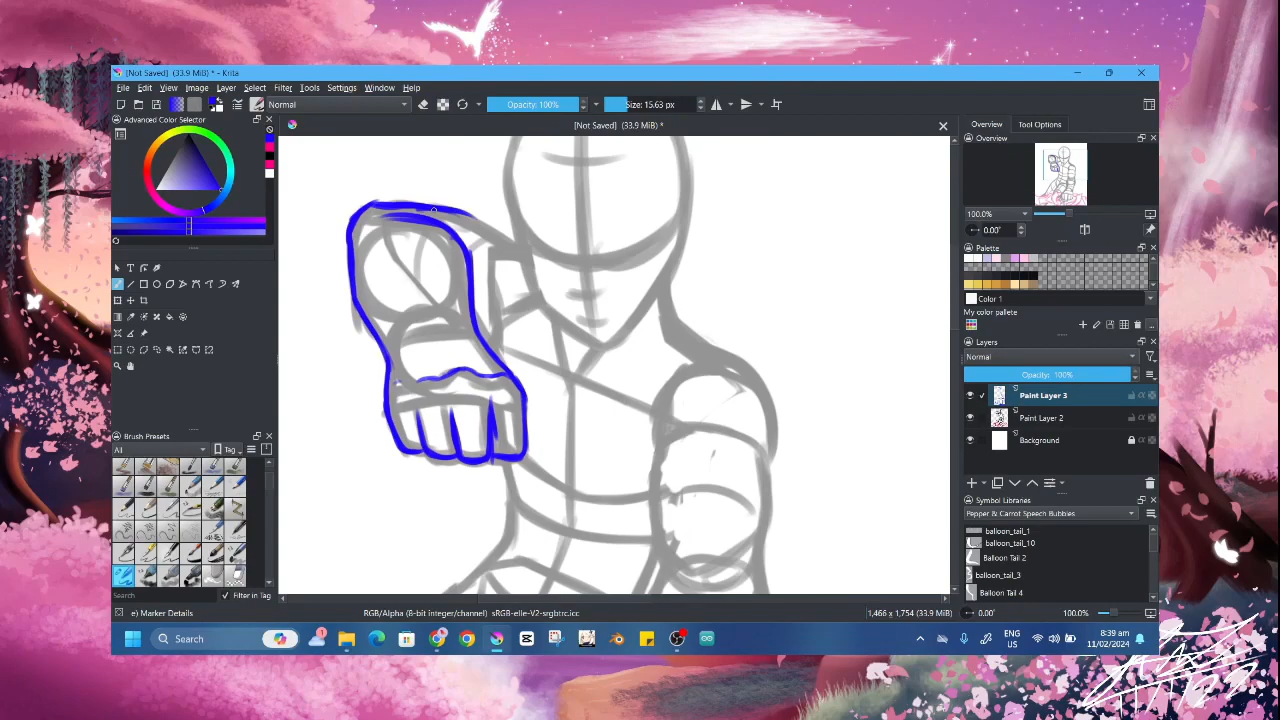 [Not Saved] (33.9 MiB) * - Krita
File Edit View Image Layer Select Filter Tools Settings Window Help
Normal
Opacity: 100%
Size: 15.63 px
Advanced Color Selector
[Not Saved] (33.9 MiB) *
Overview Tool Options
Overview
100.0%
0.00°
Palette
Color 1
My color palette
...
Layers
Normal
Opacity: 100%
Paint Layer 3
Paint Layer 2
Background
Brush Presets
All
Tag
Symbol Libraries
Pepper & Carrot Speech Bubbles
balloon_tail_1
balloon_tail_10
Balloon Tail 2
balloon_tail_3
Balloon Tail 4
Search
Filter in Tag
e) Marker Details
RGB/Alpha (8-bit integer/channel) sRGB-elle-V2-srgbtrc.icc
1,466 x 1,754 (33.9 MiB)
0.00°
100.0%
Search
ENG
US
8:39 am
11/02/2024